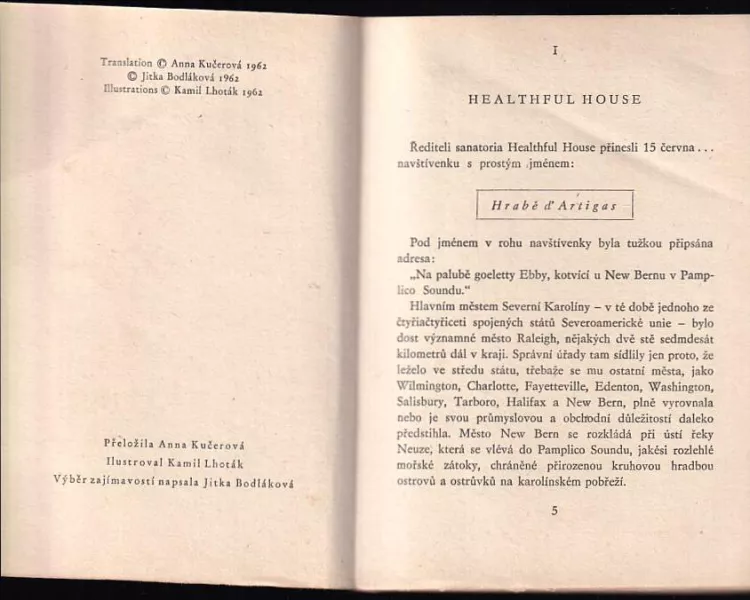 Translation © Anna Kučerová 1962
© Jitka Bodláková 1962
Illustrations © Kamil Lhoták 1962
Přeložila Anna Kučerová
Ilustroval Kamil Lhoták
Výběr zajímavostí napsala Jitka Bodláková
I
HEALTHFUL HOUSE
Řediteli sanatoria Healthful House přinesli 15 června...
navštívenku s prostým jménem:
Hrabě ď Artigas
Pod jménem v rohu navštívenky byla tužkou připsána
adresa:
„Na palubě goeletty Ebby, kotvící u New Bernu v Pamp-
lico Soundu.“
Hlavním městem Severní Karolíny – v té době jednoho ze
čtyřiačtyřiceti spojených států Severoamerické unie – bylo
dost významné město Raleigh, nějakých dvě stě sedmdesát
kilometrů dál v kraji. Správní úřady tam sídlily jen proto, že
leželo ve středu státu, třebaže se mu ostatní města, jako
Wilmington, Charlotte, Fayetteville, Edenton, Washington,
Salisbury, Tarboro, Halifax a New Bern, plně vyrovnala
nebo je svou průmyslovou a obchodní důležitostí daleko
předstihla. Město New Bern se rozkládá při ústí řeky
Neuze, která se vlévá do Pamplico Soundu, jakési rozlehlé
mořské zátoky, chráněné přirozenou kruhovou hradbou
ostrovů a ostrůvků na karolínském pobřeží.
5